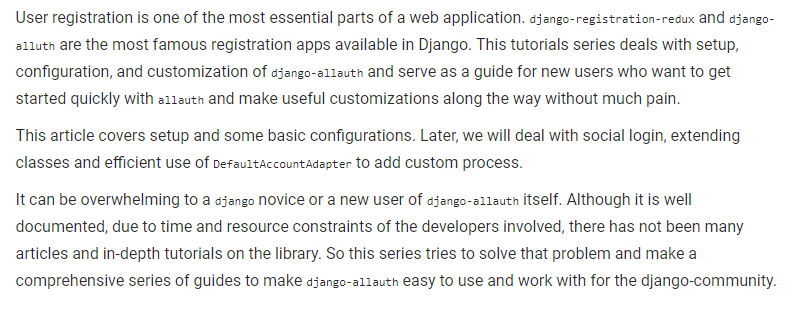 User registration is one of the most essential parts of a web application. django-registration-redux and django-
alluth are the most famous registration apps available in Django. This tutorials series deals with setup,
configuration, and customization of django-allauth and serve as a guide for new users who want to get
started quickly with allauth and make useful customizations along the way without much pain.
This article covers setup and some basic configurations. Later, we will deal with social login, extending
classes and efficient use of DefaultAccountAdapter to add custom process.
It can be overwhelming to a django novice or a new user of django-allauth itself. Although it is well
documented, due to time and resource constraints of the developers involved, there has not been many
articles and in-depth tutorials on the library. So this series tries to solve that problem and make a
comprehensive series of guides to make django-allauth easy to use and work with for the django-community.